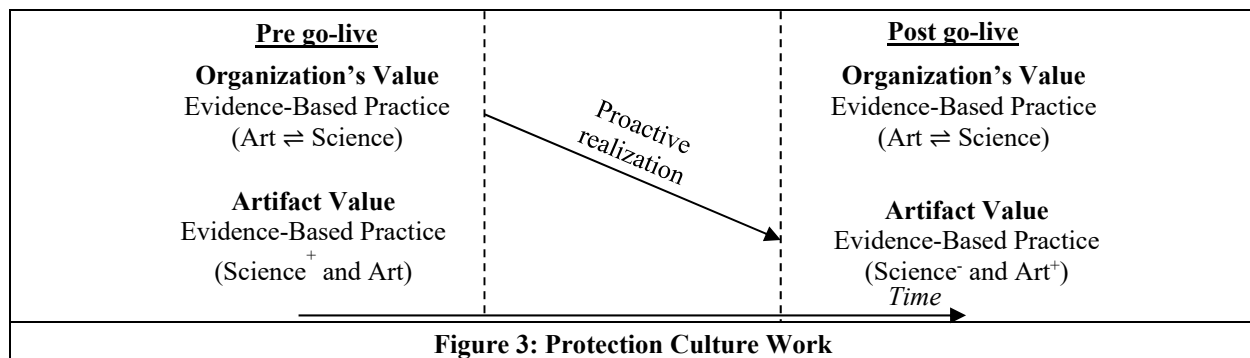 Pre go-live
Organization's Value
Evidence-Based Practice
(Art ⇌ Science)
Artifact Value
Evidence-Based Practice
(Science⁺ and Art)
Proactive
realization
Post go-live
Organization's Value
Evidence-Based Practice
(Art ⇌ Science)
Artifact Value
Evidence-Based Practice
(Science⁻ and Art⁺)
Time
Figure 3: Protection Culture Work